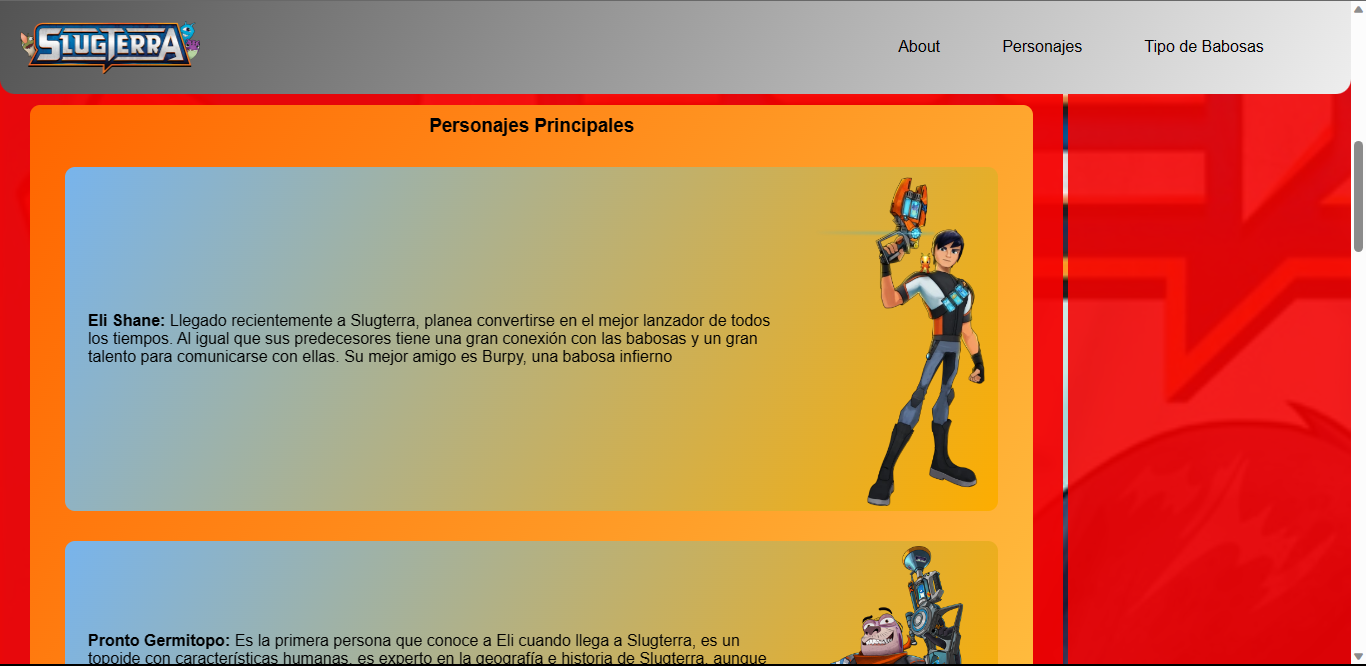 SLUGTERRA
About
Personajes
Tipo de Babosas
Personajes Principales
Eli Shane: Llegado recientemente a Slugterra, planea convertirse en el mejor lanzador de todos
los tiempos. Al igual que sus predecesores tiene una gran conexión con las babosas y un gran
talento para comunicarse con ellas. Su mejor amigo es Burpy, una babosa infierno
Pronto Germitopo: Es la primera persona que conoce a Eli cuando llega a Slugterra, es un
topoide con características humanas, es experto en la geografía e historia de Slugterra, aunque